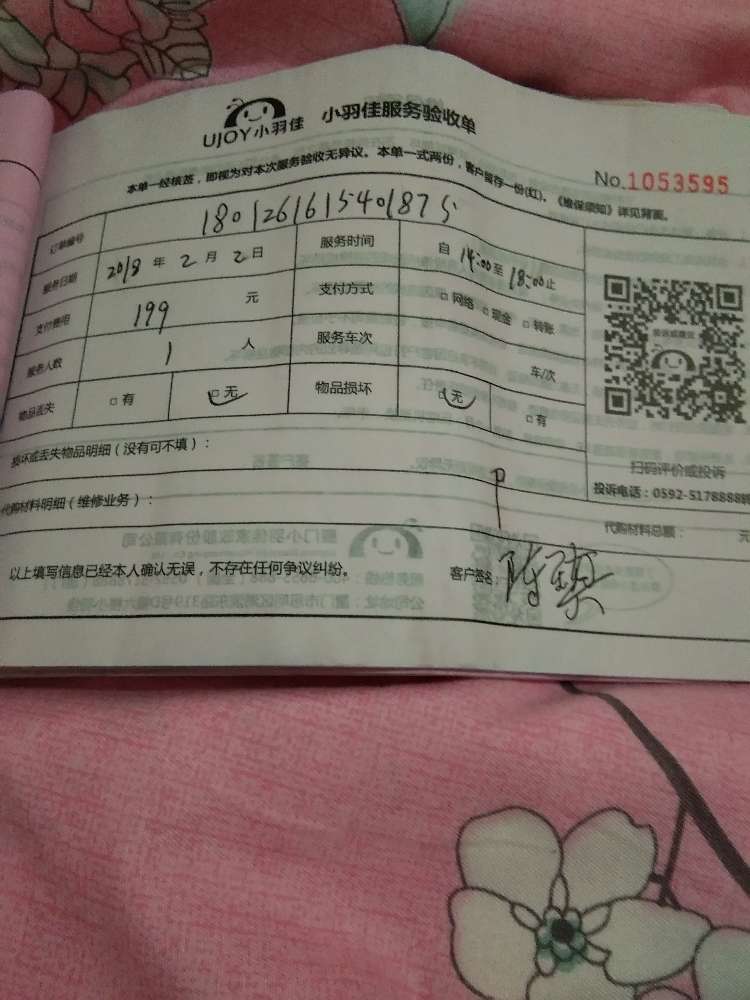 UJOY小羽佳 小羽佳服务验收单
本单一经核签，即视为对本次服务验收无异议。本单一式两份，客户留存一份(红)。《维保须知》详见背面。
No.1053595
订单编号 1801261615401875
服务日期 2018 年 2 月 2 日 服务时间 自 14:00 至 18:00 止
支付费用 199 元 支付方式 □ 网络 □ 现金 □ 转账
服务人数 1 人 服务车次 车/次
物品丢失 □ 有 □ 无 物品损坏 □ 无 □ 有
损坏或丢失物品明细（没有可不填）：
扫码评价或投诉
投诉电话：0592-5178888转
代购材料明细（维修业务）： 代购材料总额： 元
以上填写信息已经本人确认无误，不存在任何争议纠纷。 客户签名：